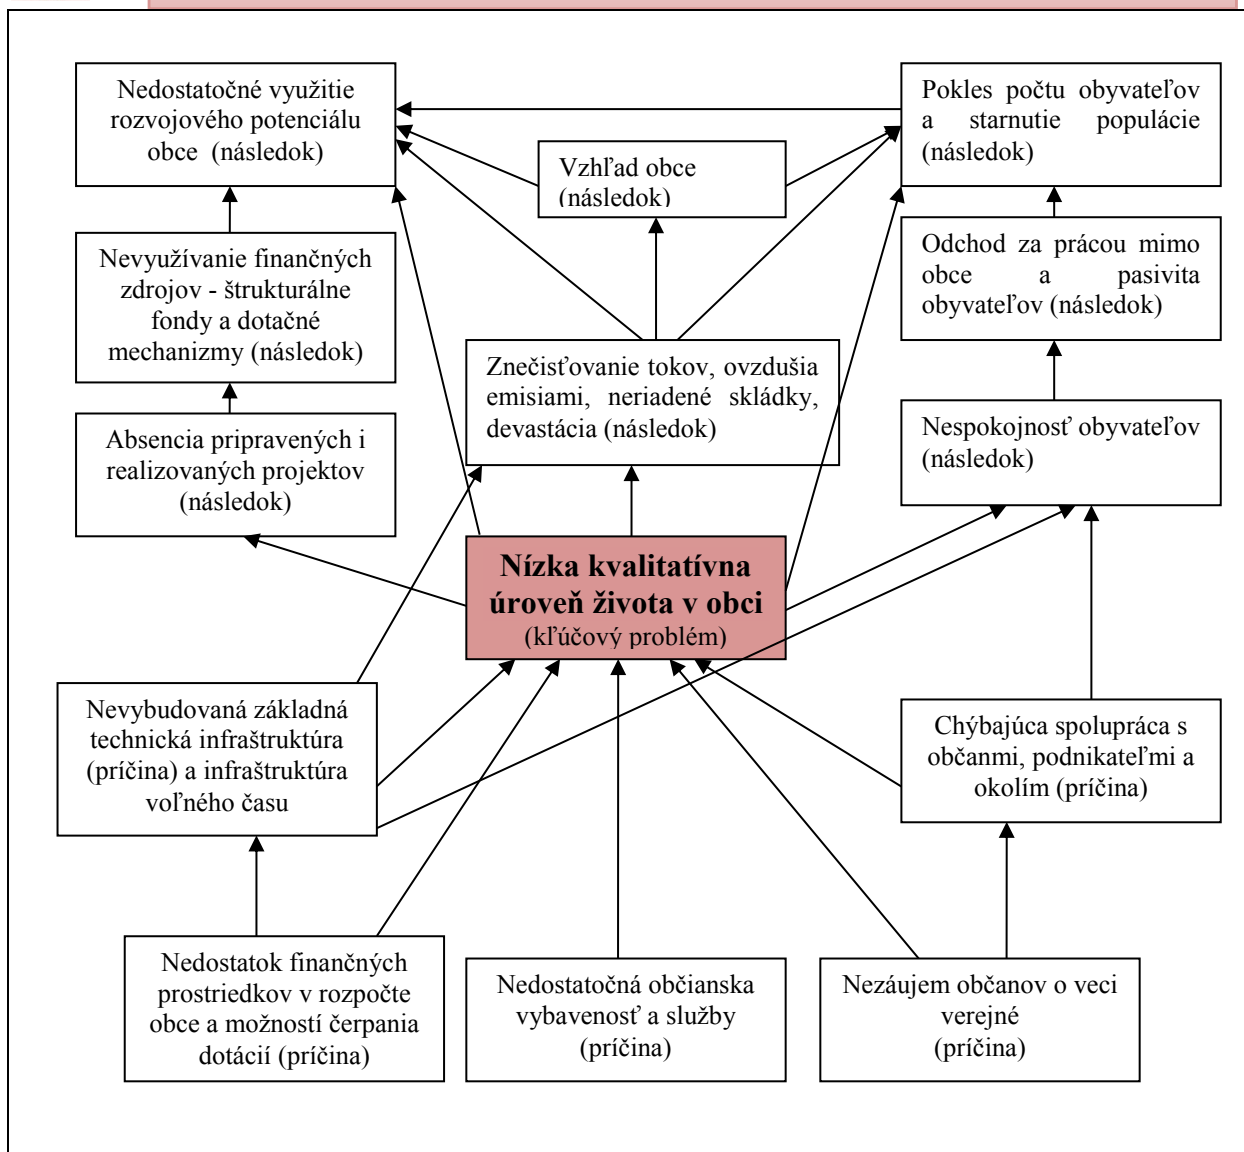 Nedostatočné využitie
rozvojového potenciálu
obce (následok)
Pokles počtu obyvateľov
a starnutie populácie
(následok)
Vzhľad obce
(následok)
Nevyužívanie finančných
zdrojov - štrukturálne
fondy a dotačné
mechanizmy (následok)
Odchod za prácou mimo
obce a pasivita
obyvateľov (následok)
Znečisťovanie tokov, ovzdušia
emisiami, neriadené skládky,
devastácia (následok)
Absencia pripravených i
realizovaných projektov
(následok)
Nespokojnosť obyvateľov
(následok)
Nízka kvalitatívna
úroveň života v obci
(kľúčový problém)
Nevybudovaná základná
technická infraštruktúra
(príčina) a infraštruktúra
voľného času
Chýbajúca spolupráca s
občanmi, podnikateľmi a
okolím (príčina)
Nedostatok finančných
prostriedkov v rozpočte
obce a možností čerpania
dotácií (príčina)
Nedostatočná občianska
vybavenosť a služby
(príčina)
Nezáujem občanov o veci
verejné
(príčina)